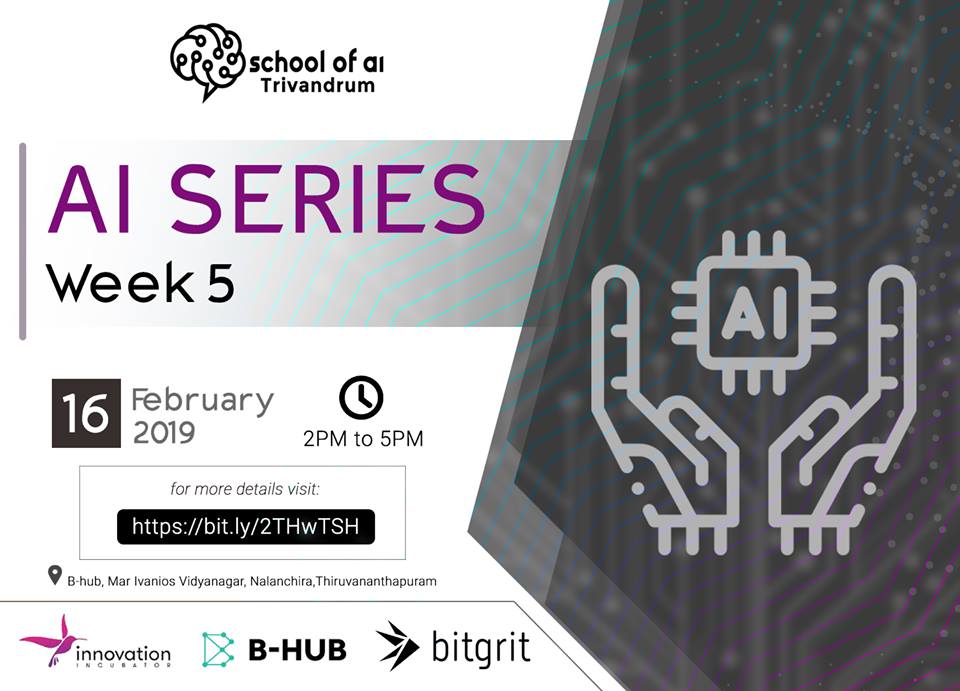 school of ai
Trivandrum
AI SERIES
Week 5
16
February
2019
2PM to 5PM
for more details visit:
https://bit.ly/2THwTSH
B-hub, Mar Ivanios Vidyanagar, Nalanchira,Thiruvananthapuram
innovation
INCUBATOR
B-HUB
bitgrit
AI